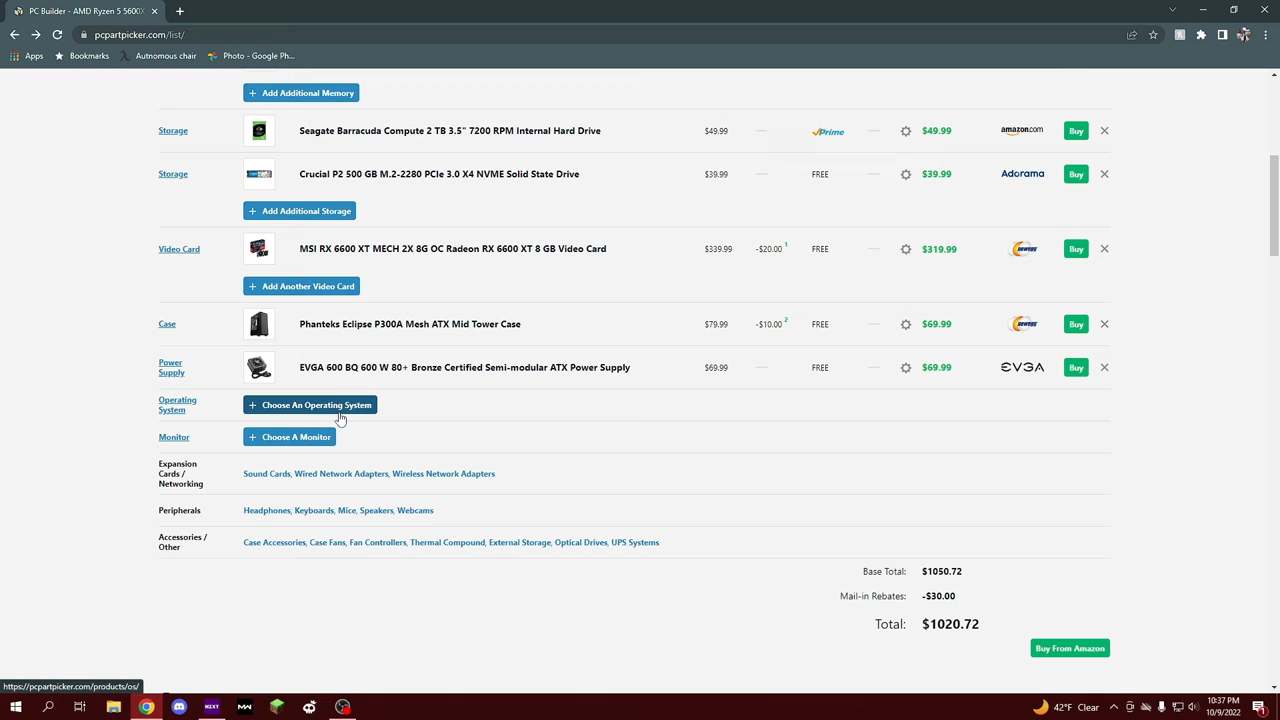 PC Builder - AMD Ryzen 5 5600X
pcpartpicker.com/list/
Apps Bookmarks Autnomous chair Photo - Google Ph...
+ Add Additional Memory
Storage Seagate Barracuda Compute 2 TB 3.5" 7200 RPM Internal Hard Drive $49.99 — Prime — $49.99 amazon.com Buy
Storage Crucial P2 500 GB M.2-2280 PCIe 3.0 X4 NVME Solid State Drive $39.99 — FREE — $39.99 Adorama Buy
+ Add Additional Storage
Video Card MSI RX 6600 XT MECH 2X 8G OC Radeon RX 6600 XT 8 GB Video Card $339.99 -$20.00 1 FREE — $319.99 newegg Buy
+ Add Another Video Card
Case Phanteks Eclipse P300A Mesh ATX Mid Tower Case $79.99 -$10.00 2 FREE — $69.99 newegg Buy
Power Supply EVGA 600 BQ 600 W 80+ Bronze Certified Semi-modular ATX Power Supply $69.99 — FREE — $69.99 EVGA Buy
Operating System + Choose An Operating System
Monitor + Choose A Monitor
Expansion Cards / Networking Sound Cards, Wired Network Adapters, Wireless Network Adapters
Peripherals Headphones, Keyboards, Mice, Speakers, Webcams
Accessories / Other Case Accessories, Case Fans, Fan Controllers, Thermal Compound, External Storage, Optical Drives, UPS Systems
Base Total: $1050.72
Mail-in Rebates: -$30.00
Total: $1020.72
Buy From Amazon
https://pcpartpicker.com/products/os/
NZXT
42°F Clear
10:37 PM
10/9/2022